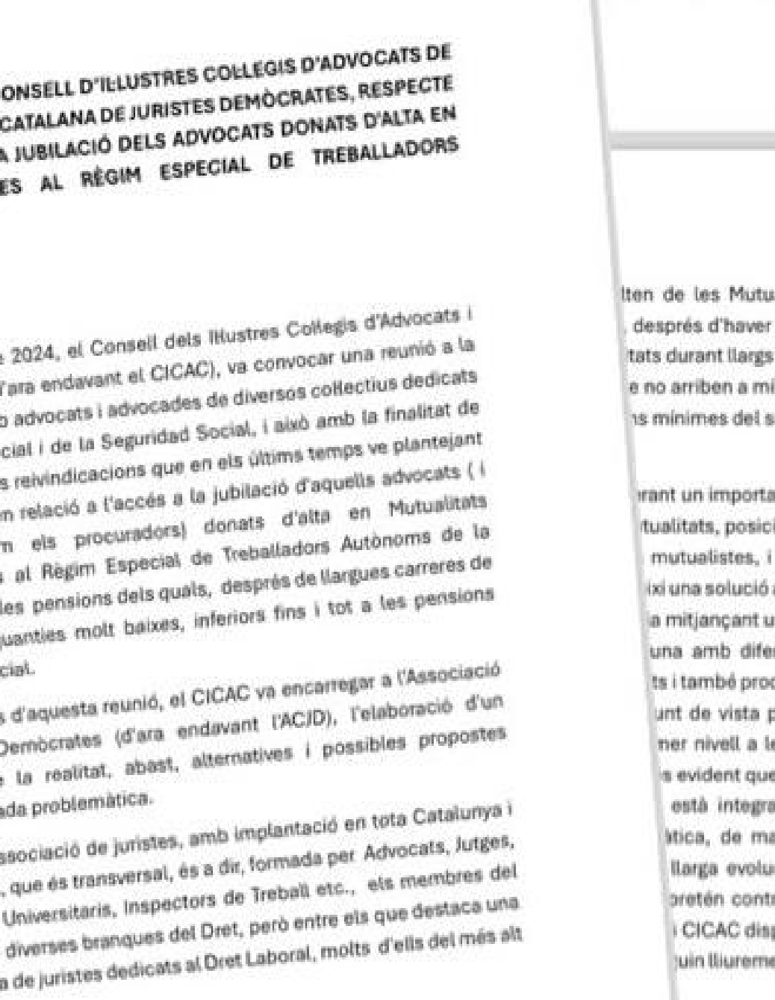 ONSELL D'IL·LUSTRES COL·LEGIS D'ADVOCATS DE
CATALANA DE JURISTES DEMÒCRATES, RESPECTE
A JUBILACIÓ DELS ADVOCATS DONATS D'ALTA EN
ES AL RÈGIM ESPECIAL DE TREBALLADORS
e 2024, el Consell dels Il·lustres Col·legis d'Advocats i
'ara endavant el CICAC), va convocar una reunió a la
b advocats i advocades de diversos col·lectius dedicats
cial i de la Seguridad Social, i això amb la finalitat de
s reivindicacions que en els últims temps ve plantejant
n relació a l'accés a la jubilació d'aquells advocats ( i
m els procuradors) donats d'alta en Mutualitats
s al Règim Especial de Treballadors Autònoms de la
les pensions dels quals, després de llargues carreres de
quanties molt baixes, inferiors fins i tot a les pensions
cial.
s d'aquesta reunió, el CICAC va encarregar a l'Associació
Demòcrates (d'ara endavant l'ACJD), l'elaboració d'un
e la realitat, abast, alternatives i possibles propostes
ada problemàtica.
ssociació de juristes, amb implantació en tota Catalunya i
, que és transversal, és a dir, formada per Advocats, Jutges,
Universitaris, Inspectors de Treball etc., els membres del
diverses branques del Dret, però entre els que destaca una
a de juristes dedicats al Dret Laboral, molts d'ells del més alt
lten de les Mutu
, després d'haver
tats durant llargs
e no arriben a mi
ns mínimes del s
rant un importa
tualitats, posici
mutualistes, i
ixi una solució a
a mitjançant u
una amb dife
ts i també proc
unt de vista p
mer nivell a le
s evident que
està integra
àtica, de ma
llarga evolu
pretén contr
CICAC disp
uin lliureme